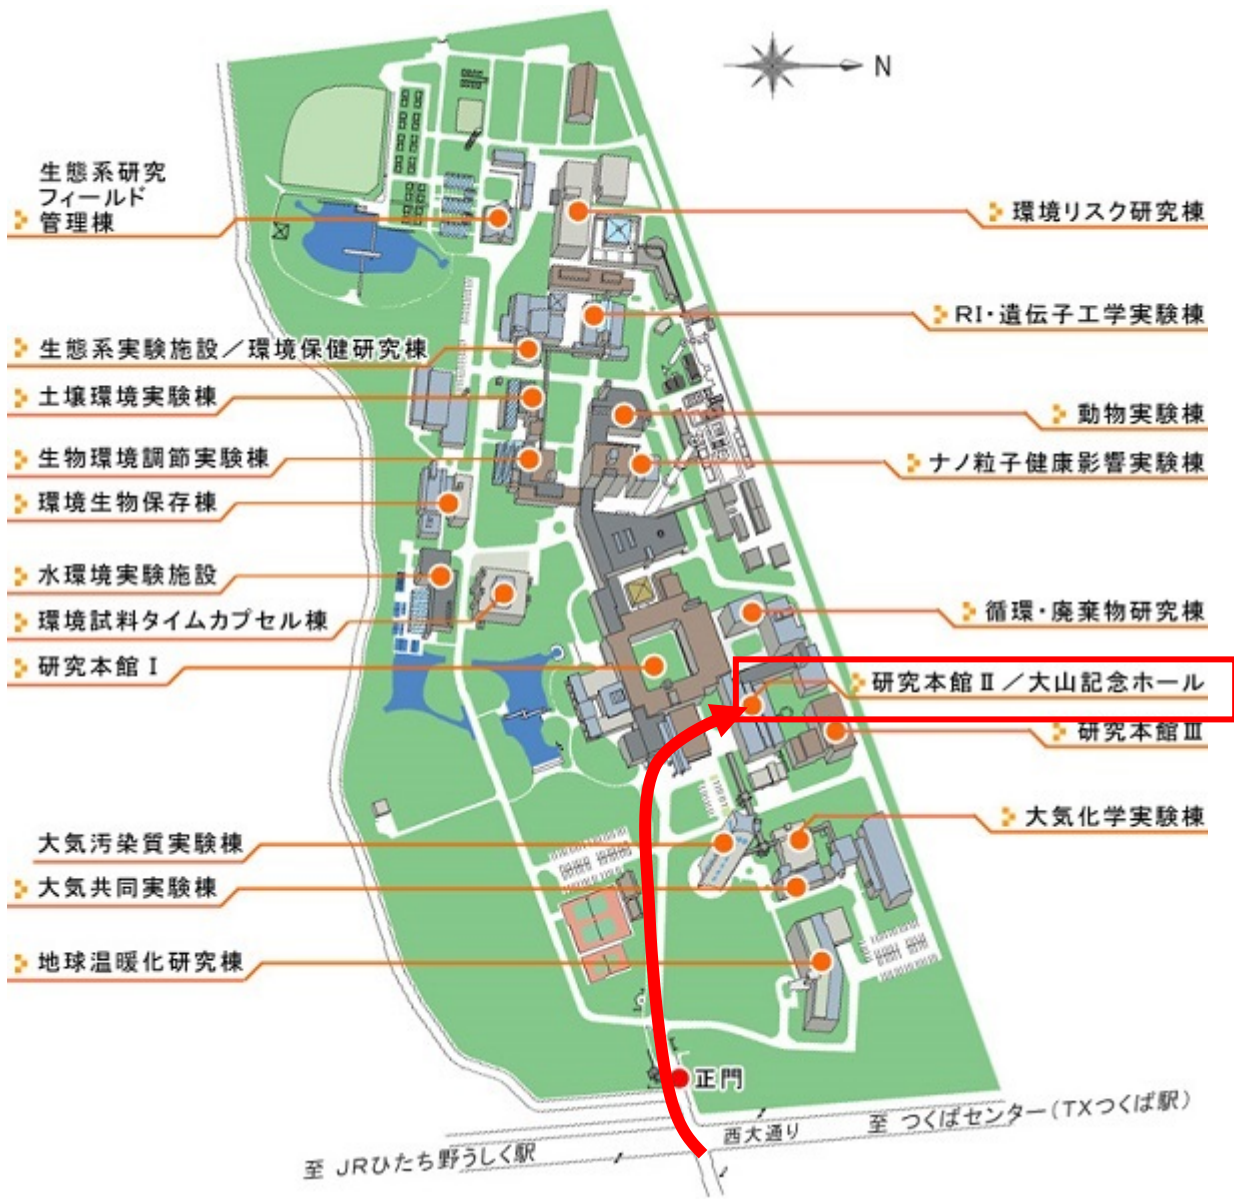 N
生態系研究
フィールド
管理棟
環境リスク研究棟
RI・遺伝子工学実験棟
生態系実験施設／環境保健研究棟
土壌環境実験棟
動物実験棟
生物環境調節実験棟
ナノ粒子健康影響実験棟
環境生物保存棟
水環境実験施設
環境試料タイムカプセル棟
循環・廃棄物研究棟
研究本館Ⅰ
研究本館Ⅱ／大山記念ホール
研究本館Ⅲ
大気化学実験棟
大気汚染質実験棟
大気共同実験棟
地球温暖化研究棟
正門
至 つくばセンター(TXつくば駅)
西大通り
至 JRひたち野うしく駅